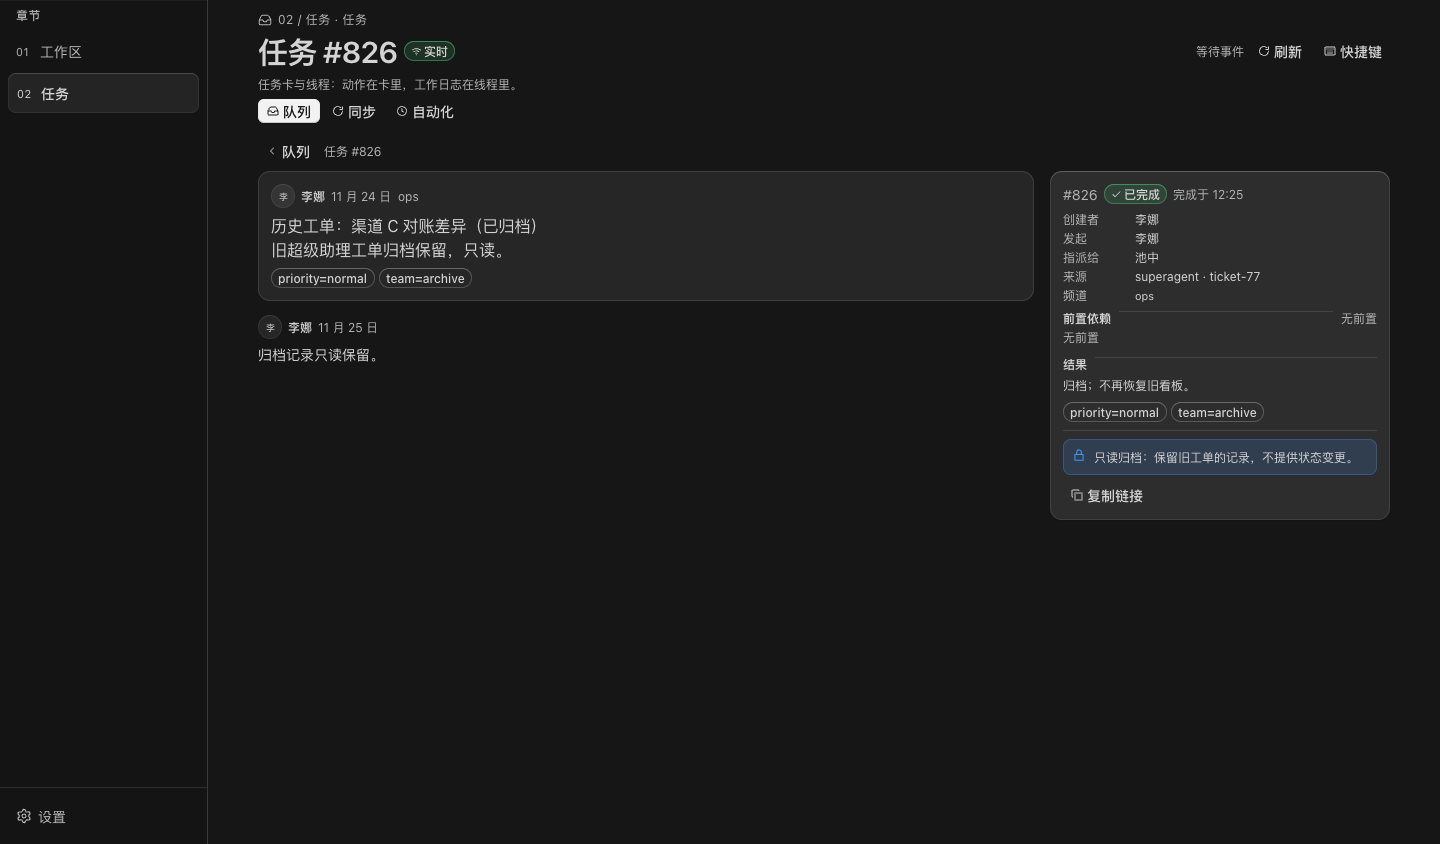 章节
01 工作区
02 任务
设置
02 / 任务 · 任务
任务 #826 实时
等待事件 刷新 快捷键
任务卡与线程：动作在卡里，工作日志在线程里。
队列 同步 自动化
队列 任务 #826
李 李娜 11 月 24 日 ops
历史工单：渠道 C 对账差异（已归档）
旧超级助理工单归档保留，只读。
priority=normal team=archive
李 李娜 11 月 25 日
归档记录只读保留。
#826 已完成 完成于 12:25
创建者 李娜
发起 李娜
指派给 池中
来源 superagent · ticket-77
频道 ops
前置依赖 无前置
无前置
结果
归档；不再恢复旧看板。
priority=normal team=archive
只读归档：保留旧工单的记录，不提供状态变更。
复制链接